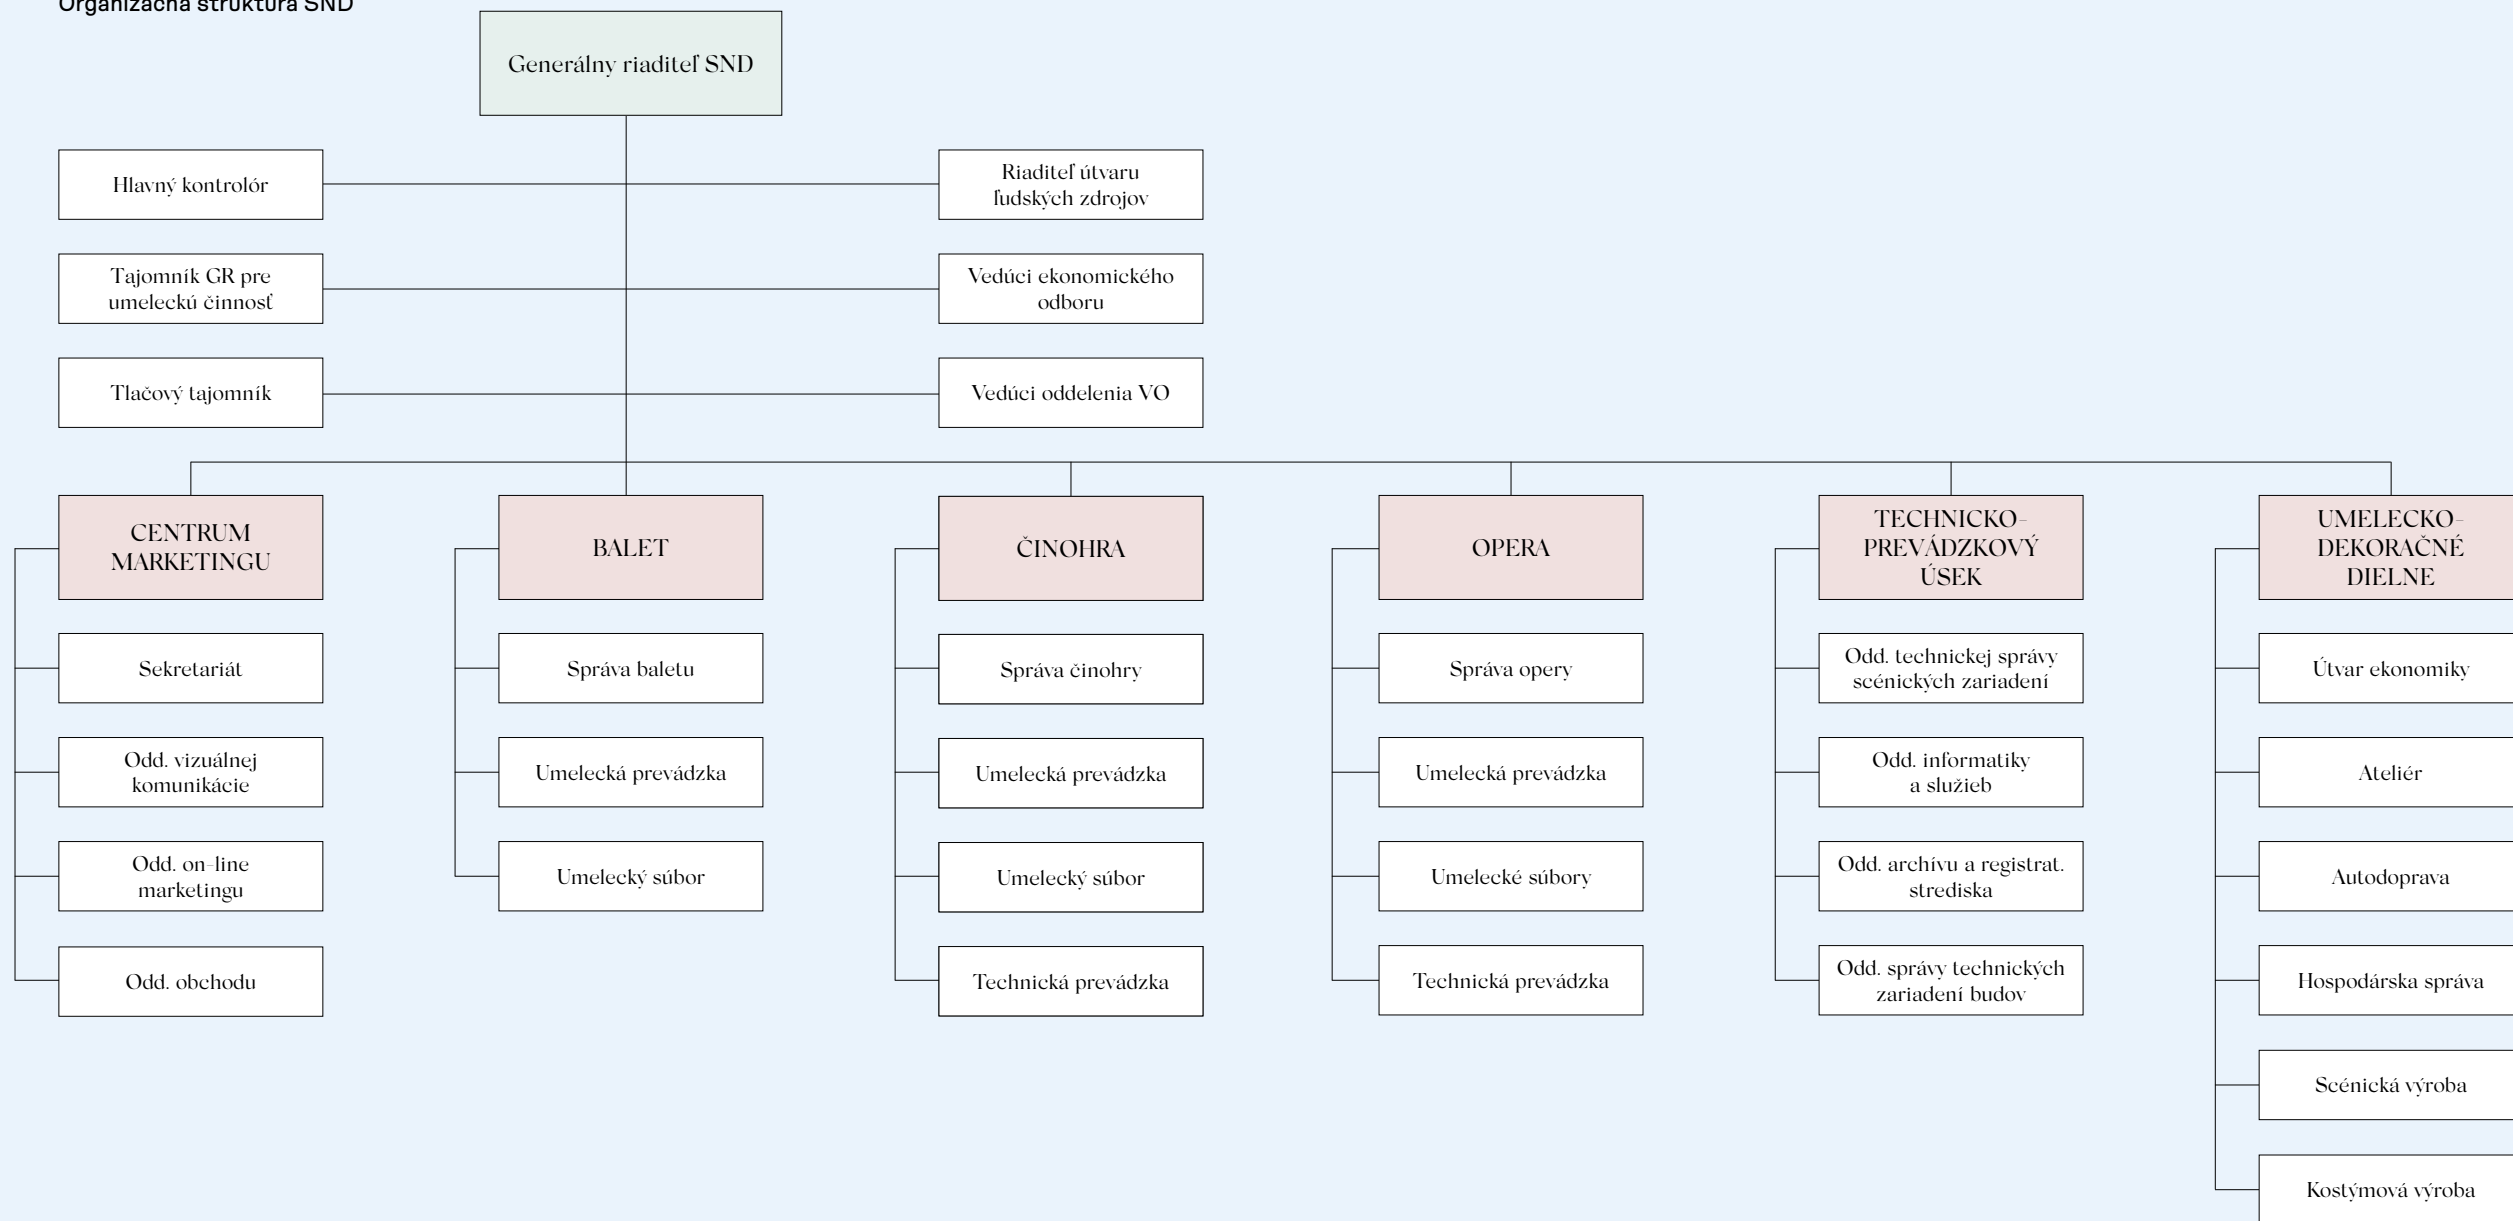 Organizačná štruktúra SND
Generálny riaditeľ SND
Hlavný kontrolór
Riaditeľ útvaru
ľudských zdrojov
Tajomník GR pre
umeleckú činnosť
Vedúci ekonomického
odboru
Tlačový tajomník
Vedúci oddelenia VO
CENTRUM
MARKETINGU
Sekretariát
Odd. vizuálnej
komunikácie
Odd. on-line
marketingu
Odd. obchodu
BALET
Správa baletu
Umelecká prevádzka
Umelecký súbor
ČINOHRA
Správa činohry
Umelecká prevádzka
Umelecký súbor
Technická prevádzka
OPERA
Správa opery
Umelecká prevádzka
Umelecké súbory
Technická prevádzka
TECHNICKO-
PREVÁDZKOVÝ
ÚSEK
Odd. technickej správy
scénických zariadení
Odd. informatiky
a služieb
Odd. archívu a registrat.
strediska
Odd. správy technických
zariadení budov
UMELECKO-
DEKORAČNÉ
DIELNE
Útvar ekonomiky
Ateliér
Autodoprava
Hospodárska správa
Scénická výroba
Kostýmová výroba